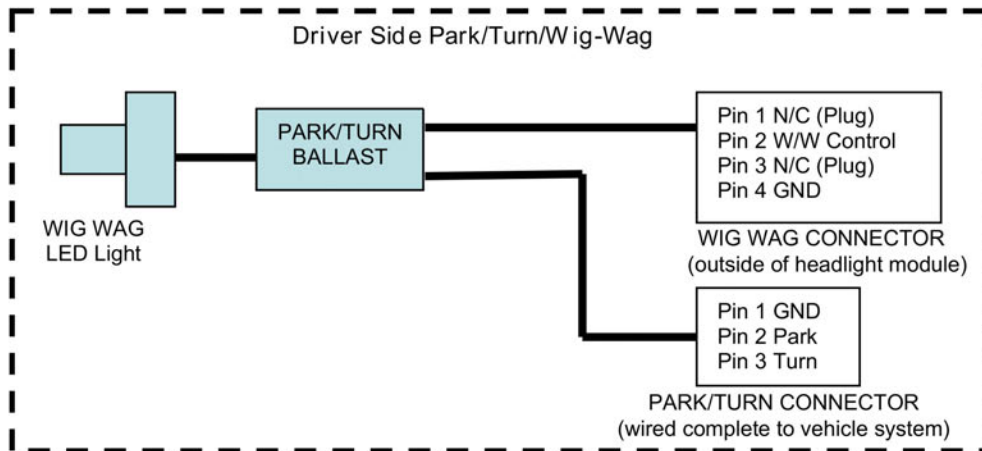 Driver Side Park/Turn/Wig-Wag
WIG WAG
LED Light
PARK/TURN
BALLAST
Pin 1 N/C (Plug)
Pin 2 W/W Control
Pin 3 N/C (Plug)
Pin 4 GND
WIG WAG CONNECTOR
(outside of headlight module)
Pin 1 GND
Pin 2 Park
Pin 3 Turn
PARK/TURN CONNECTOR
(wired complete to vehicle system)